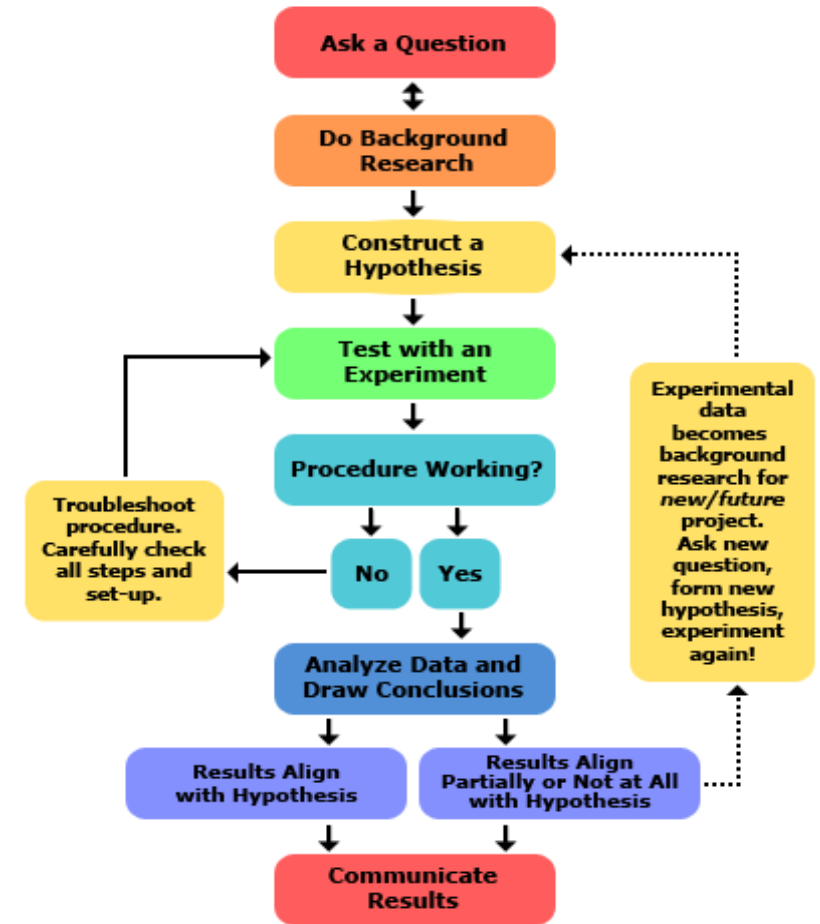 Ask a Question
Do Background
Research
Construct a
Hypothesis
Test with an
Experiment
Procedure Working?
No
Yes
Troubleshoot
procedure.
Carefully check
all steps and
set-up.
Experimental
data
becomes
background
research for
new/future
project.
Ask new
question,
form new
hypothesis,
experiment
again!
Analyze Data and
Draw Conclusions
Results Align
with Hypothesis
Results Align
Partially or Not at All
with Hypothesis
Communicate
Results